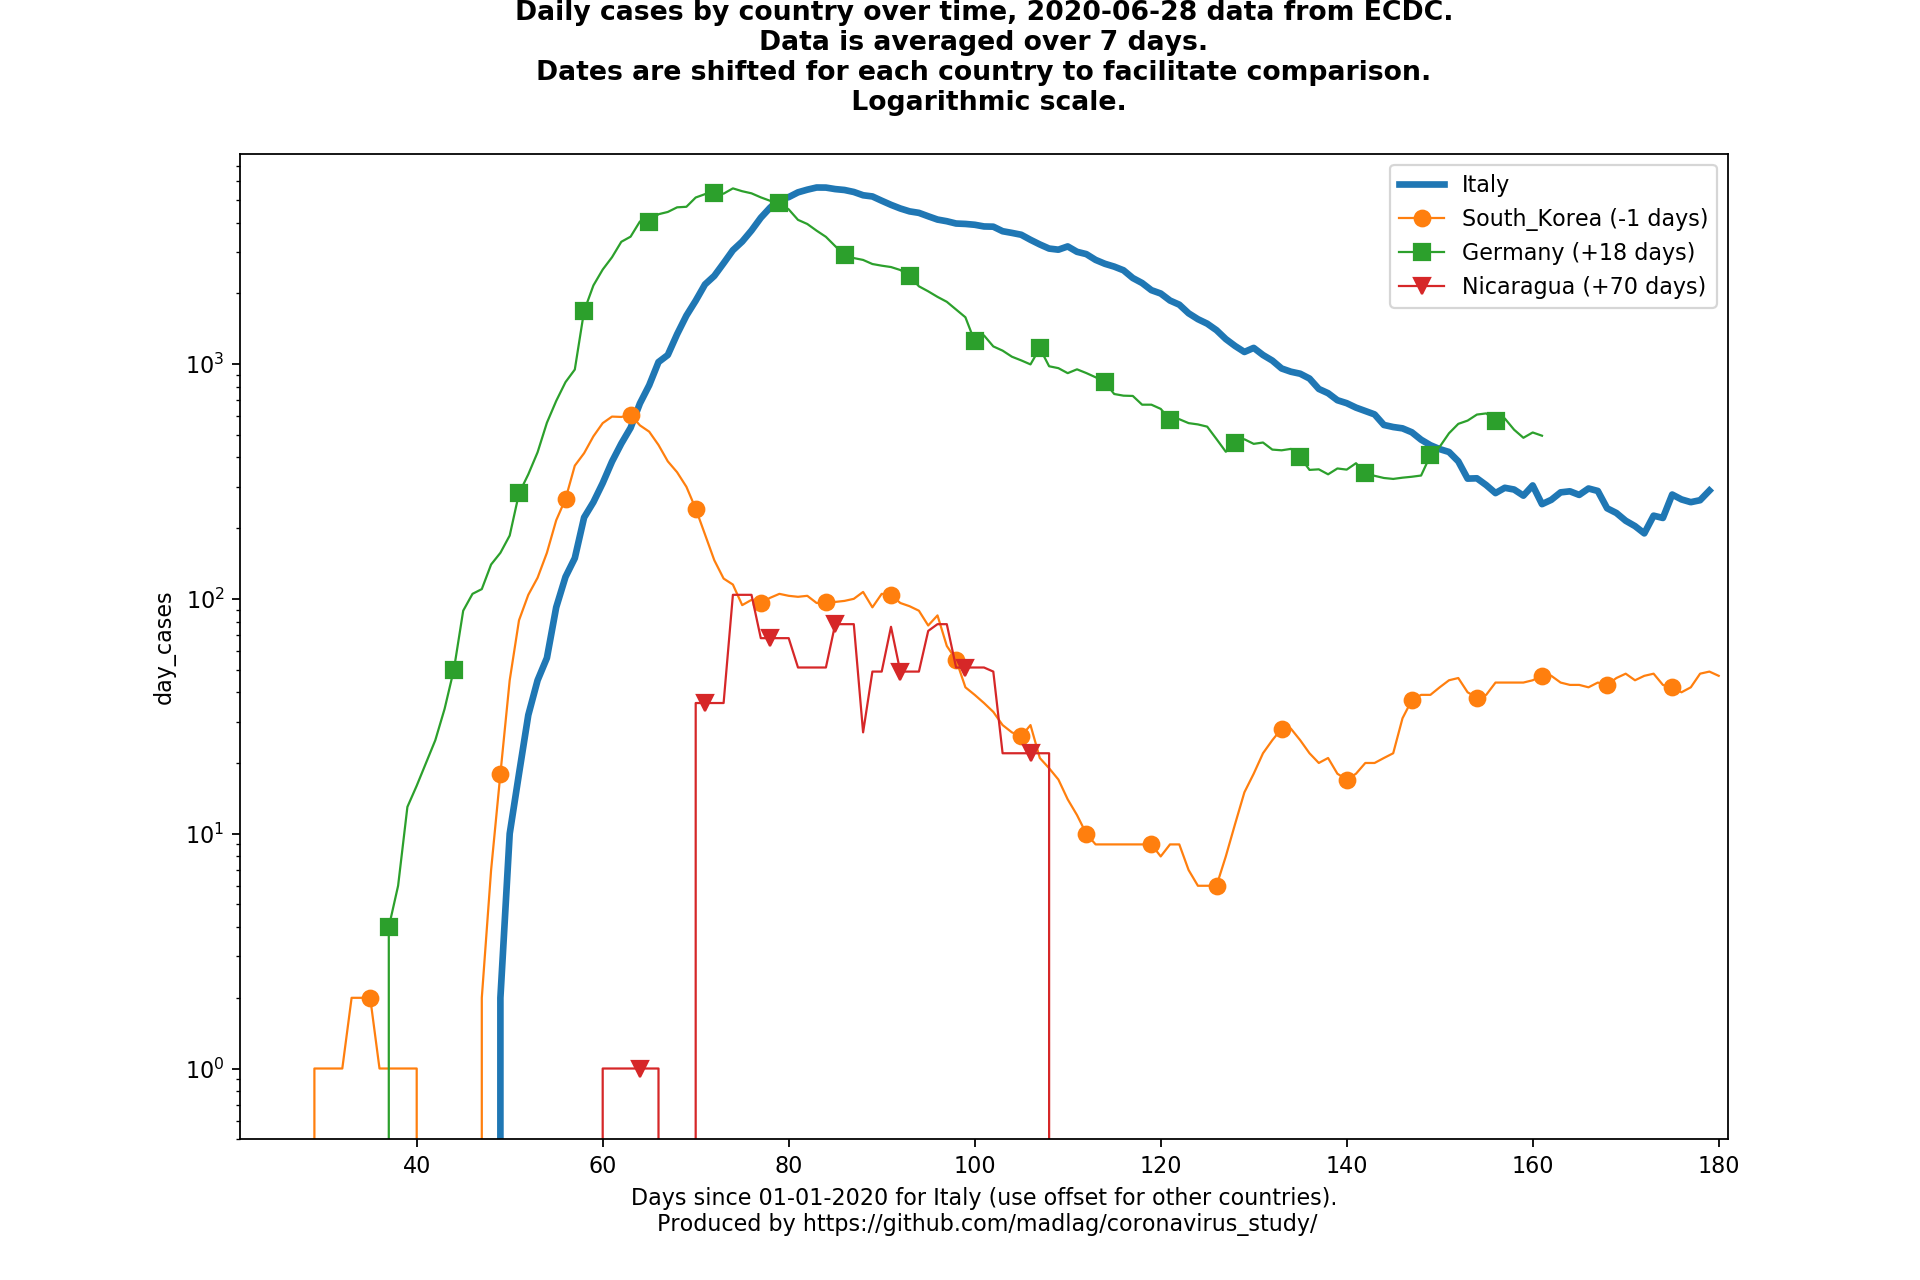 Daily cases by country over time, 2020-06-28 data from ECDC.
Data is averaged over 7 days.
Dates are shifted for each country to facilitate comparison.
Logarithmic scale.
Italy
South_Korea (-1 days)
Germany (+18 days)
Nicaragua (+70 days)
day_cases
10³
10²
10¹
10⁰
40 60 80 100 120 140 160 180
Days since 01-01-2020 for Italy (use offset for other countries).
Produced by https://github.com/madlag/coronavirus_study/